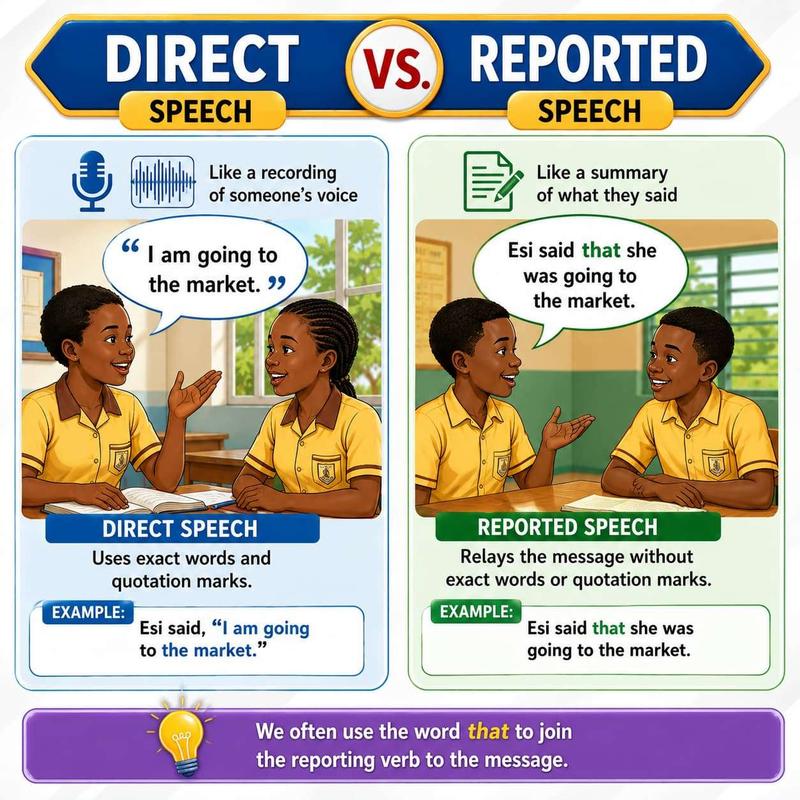 DIRECT VS. REPORTED
SPEECH SPEECH
Like a recording
of someone's voice
“ I am going to
the market. ”
DIRECT SPEECH
Uses exact words and
quotation marks.
EXAMPLE:
Esi said, “I am going
to the market.”
Like a summary
of what they said
Esi said that she
was going to
the market.
REPORTED SPEECH
Relays the message without
exact words or quotation marks.
EXAMPLE:
Esi said that she was
going to the market.
We often use the word that to join
the reporting verb to the message.